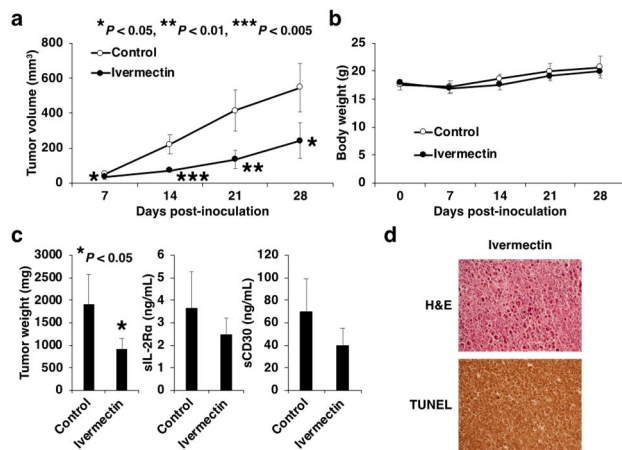 a
*P < 0.05, **P < 0.01, ***P < 0.005
Tumor volume (mm³)
800
600
400
200
0
Control
Ivermectin
*
***
**
*
7 14 21 28
Days post-inoculation
b
Body weight (g)
25
20
15
10
5
0
Control
Ivermectin
0 7 14 21 28
Days post-inoculation
c
Tumor weight (mg)
3000
2500
2000
1500
1000
500
0
*P < 0.05
*
Control
Ivermectin
sIL-2Rα (ng/mL)
6
5
4
3
2
1
0
Control
Ivermectin
sCD30 (ng/mL)
120
100
80
60
40
20
0
Control
Ivermectin
d
Ivermectin
H&E
TUNEL